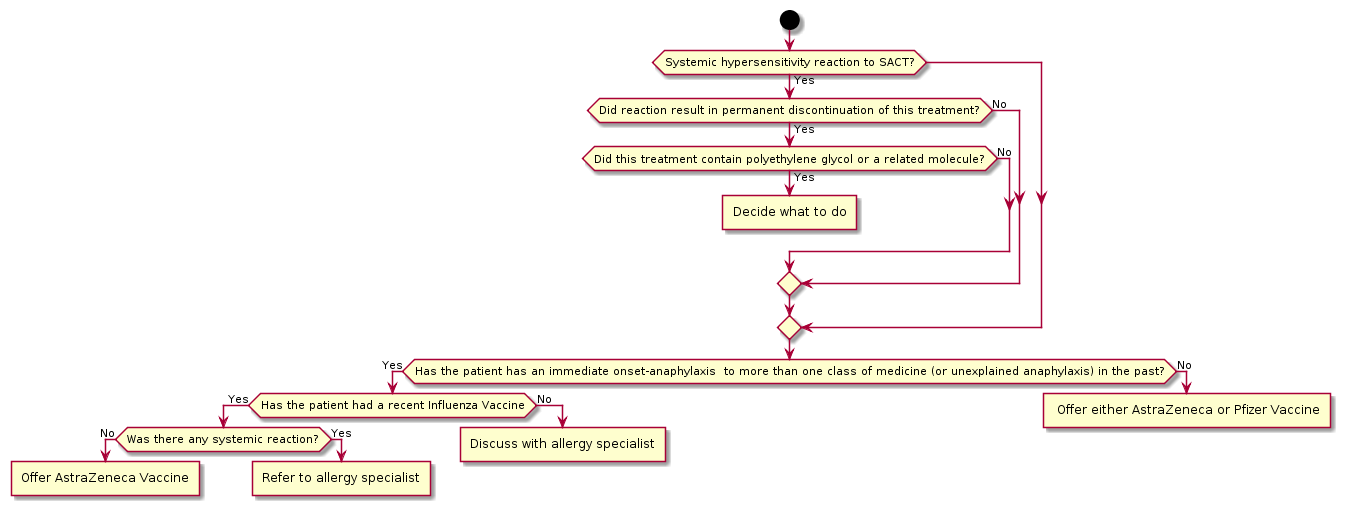 Systemic hypersensitivity reaction to SACT?
Yes
Did reaction result in permanent discontinuation of this treatment?
No
Yes
Did this treatment contain polyethylene glycol or a related molecule?
No
Yes
Decide what to do
Yes
Has the patient has an immediate onset-anaphylaxis  to more than one class of medicine (or unexplained anaphylaxis) in the past?
No
Yes
Has the patient had a recent Influenza Vaccine
No
Offer either AstraZeneca or Pfizer Vaccine
No
Was there any systemic reaction?
Yes
Discuss with allergy specialist
Offer AstraZeneca Vaccine
Refer to allergy specialist